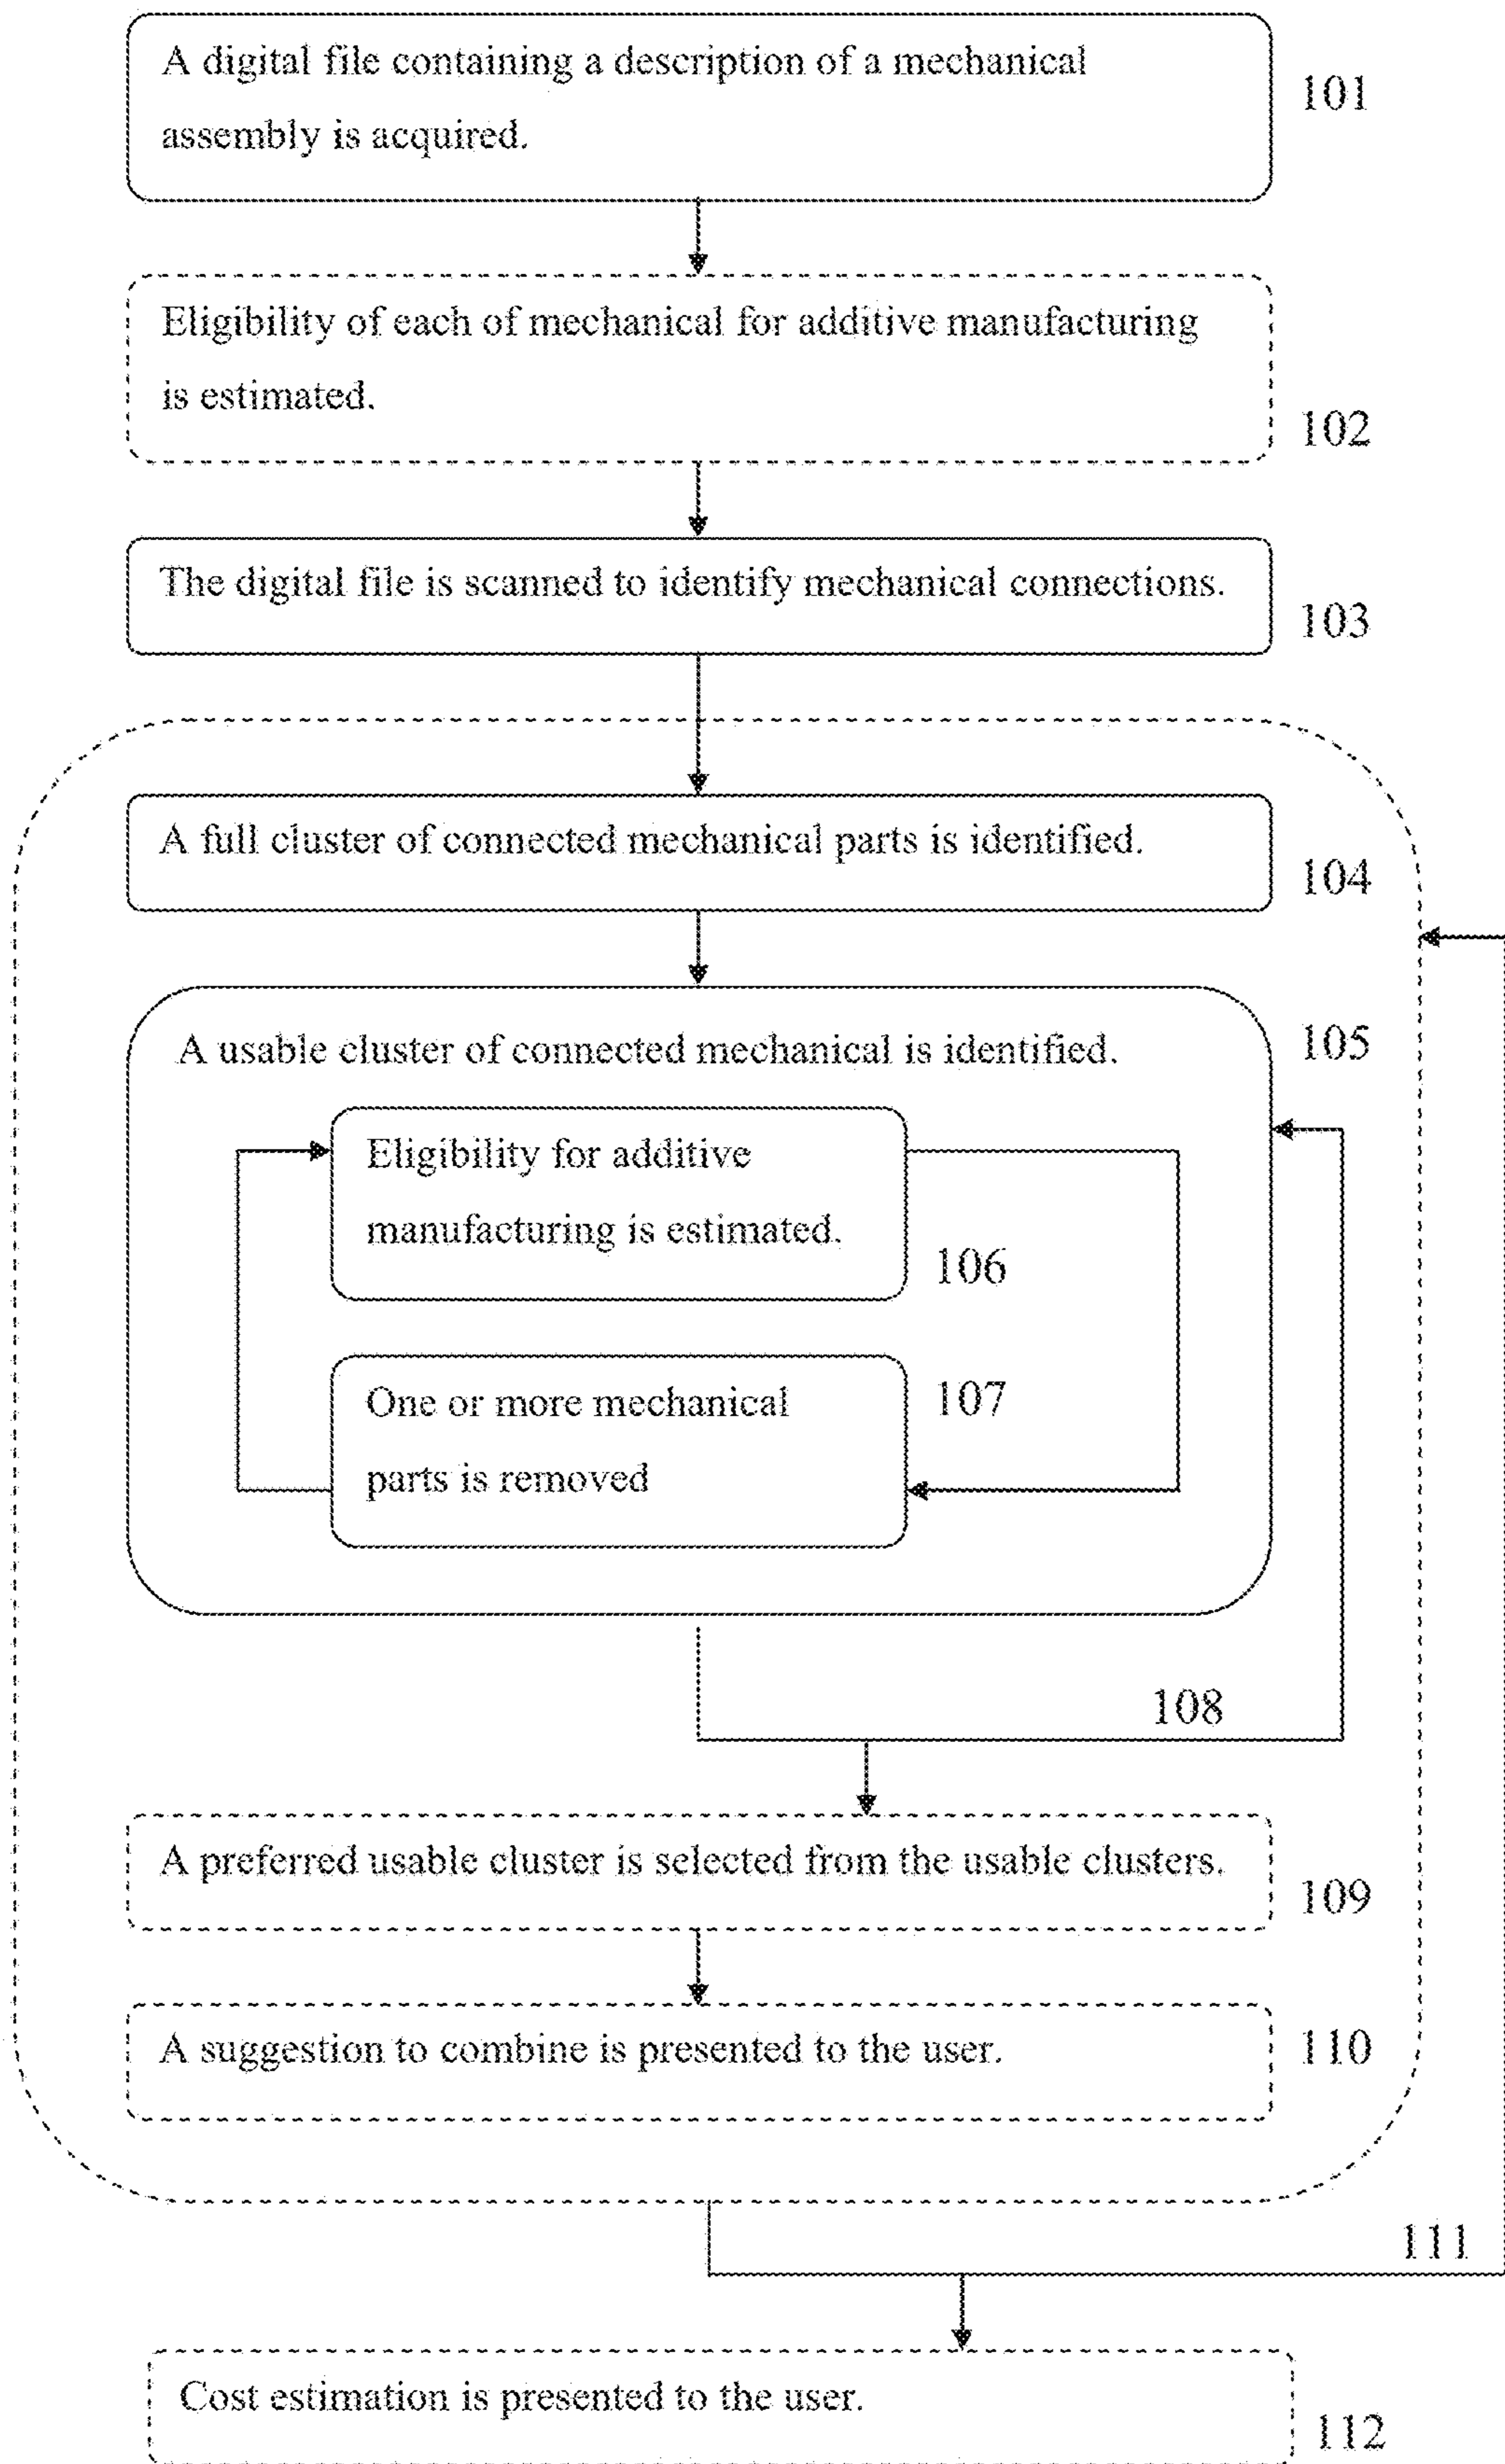 A digital file containing a description of a mechanical
assembly is acquired.
101
Eligibility of each of mechanical for additive manufacturing
is estimated.
102
The digital file is scanned to identify mechanical connections.
103
A full cluster of connected mechanical parts is identified.
104
A usable cluster of connected mechanical is identified.
105
Eligibility for additive
manufacturing is estimated.
106
One or more mechanical
parts is removed
107
108
A preferred usable cluster is selected from the usable clusters.
109
A suggestion to combine is presented to the user.
110
111
Cost estimation is presented to the user.
112